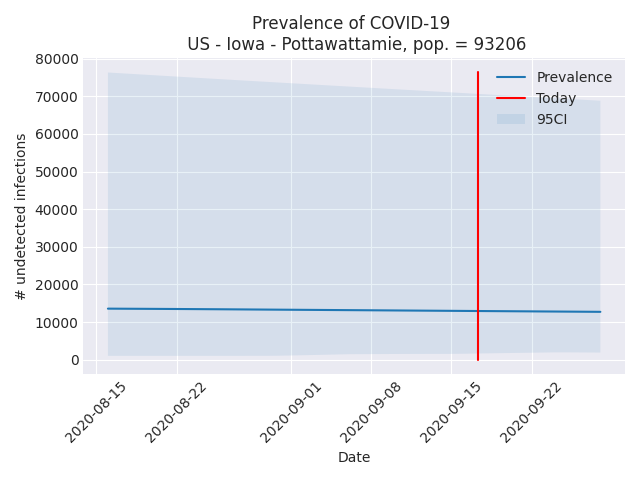 Prevalence of COVID-19
US - Iowa - Pottawattamie, pop. = 93206
80000
70000
60000
50000
40000
30000
20000
10000
0
# undetected infections
Prevalence
Today
95CI
2020-08-15
2020-08-22
2020-09-01
2020-09-08
2020-09-15
2020-09-22
Date